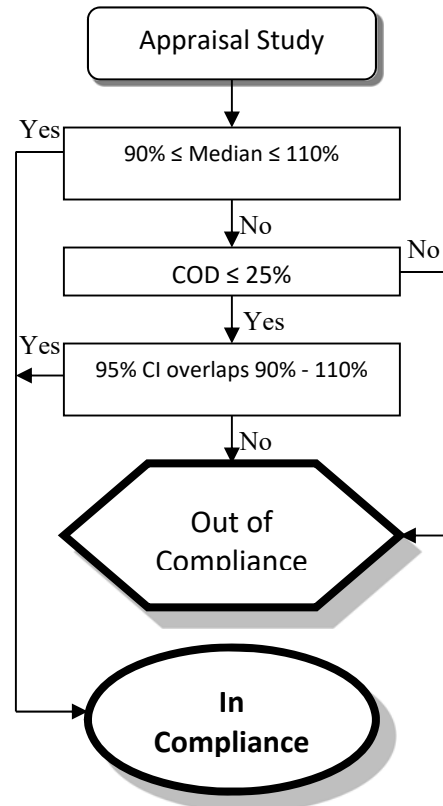 Appraisal Study
Yes
90% ≤ Median ≤ 110%
No
No
COD ≤ 25%
Yes
Yes
95% CI overlaps 90% - 110%
No
Out of
Compliance
In
Compliance